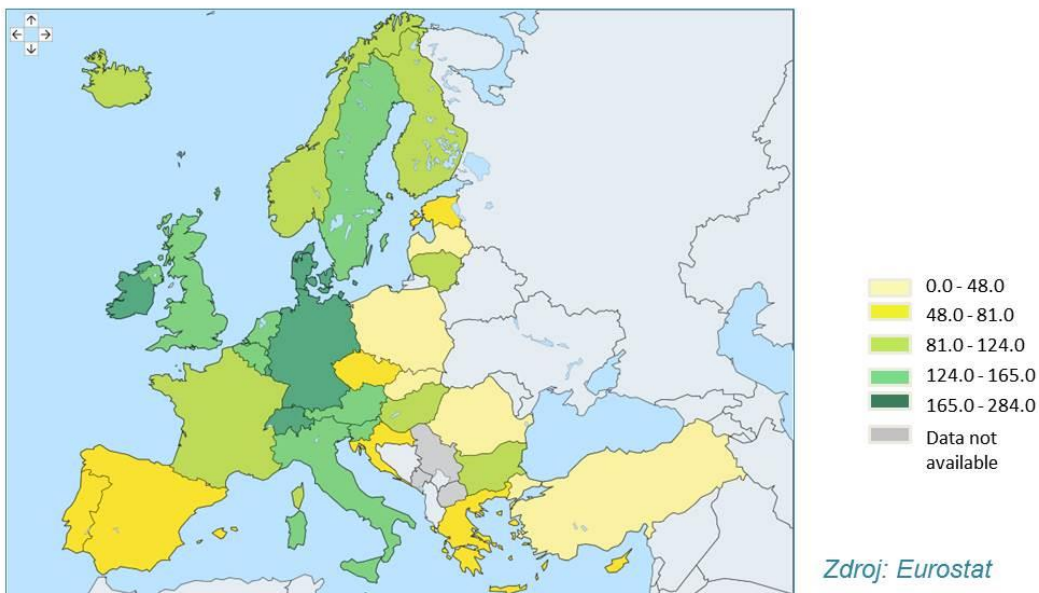 0.0 - 48.0
48.0 - 81.0
81.0 - 124.0
124.0 - 165.0
165.0 - 284.0
Data not
available
Zdroj: Eurostat